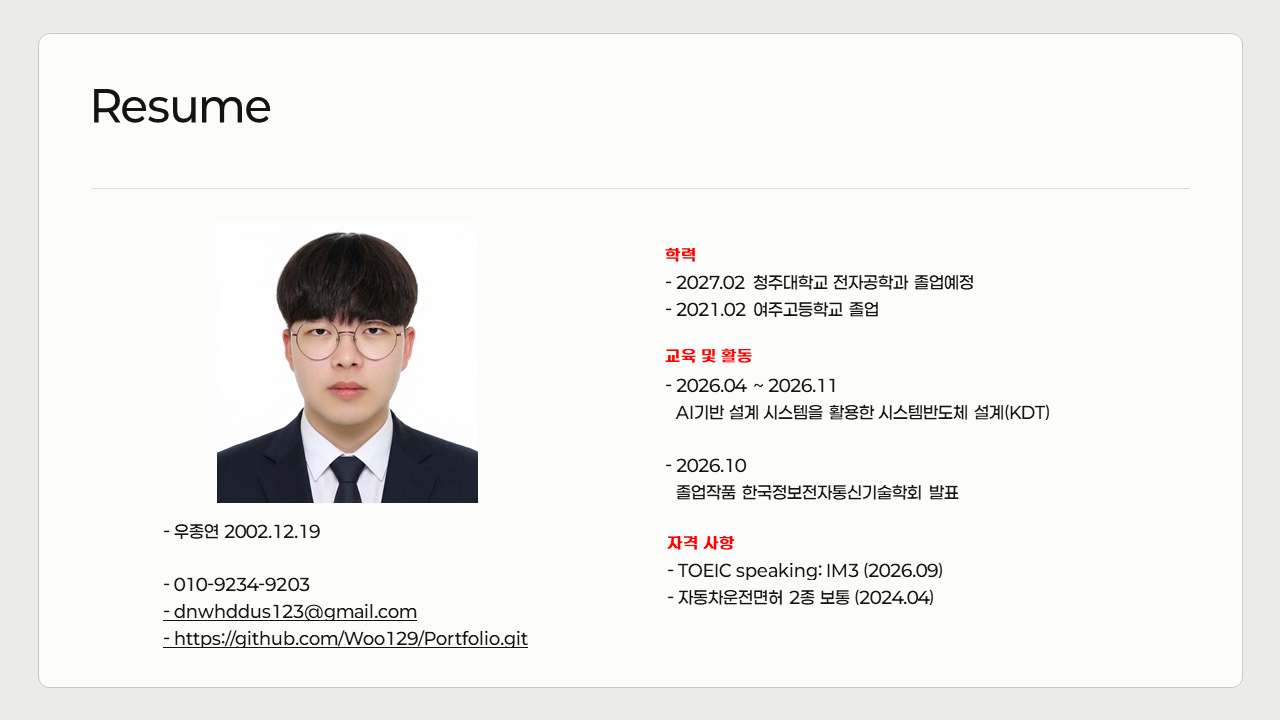 Resume
- 우종연 2002.12.19
- 010-9234-9203
- dnwhddus123@gmail.com
- https://github.com/Woo129/Portfolio.git
학력
- 2027.02 청주대학교 전자공학과 졸업예정
- 2021.02 여주고등학교 졸업
교육 및 활동
- 2026.04 ~ 2026.11
AI기반 설계 시스템을 활용한 시스템반도체 설계(KDT)
- 2026.10
졸업작품 한국정보전자통신기술학회 발표
자격 사항
- TOEIC speaking: IM3 (2026.09)
- 자동차운전면허 2종 보통 (2024.04)